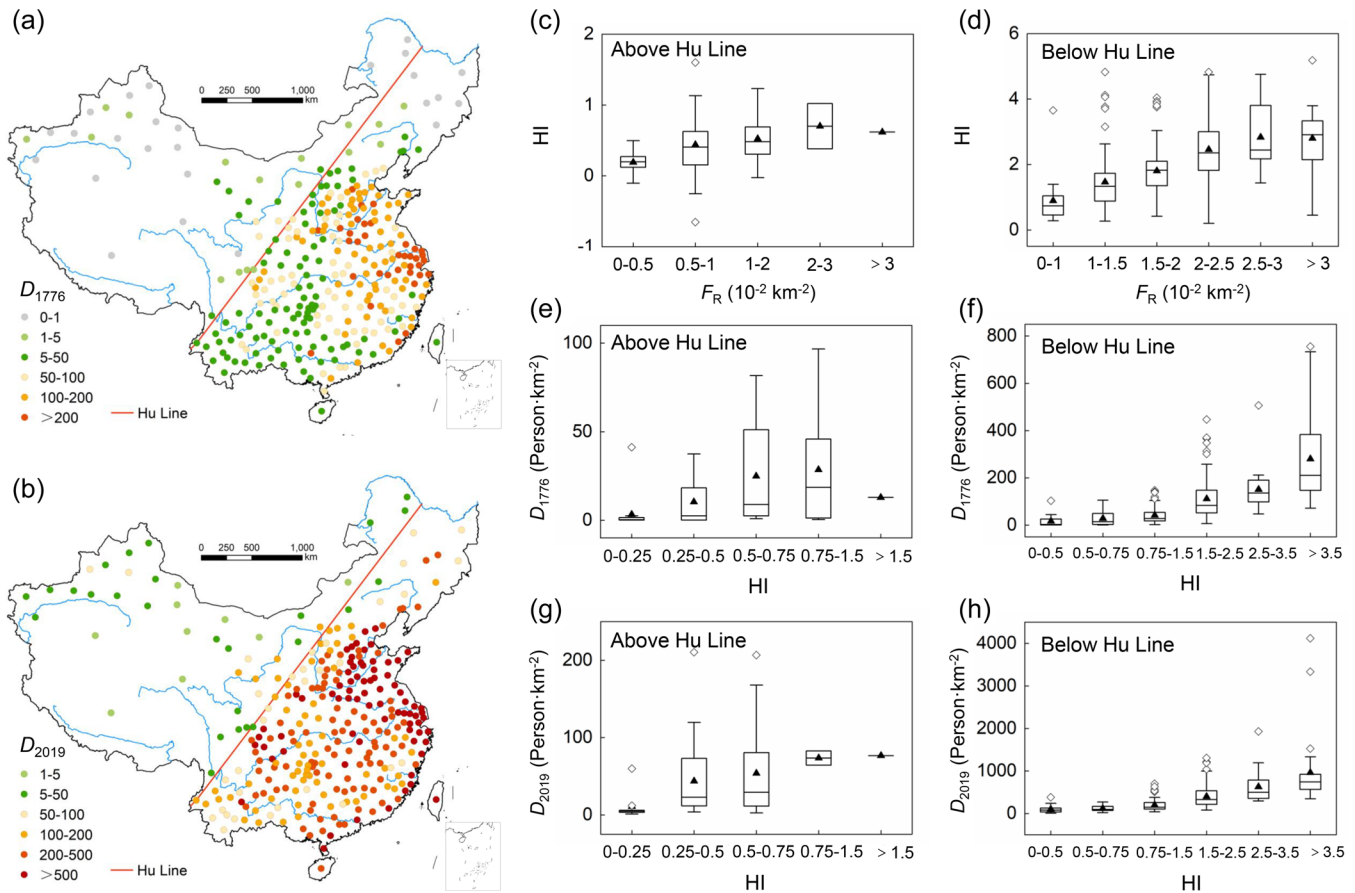 (a)
0 250 500 1,000
km
D1776
0-1
1-5
5-50
50-100
100-200
>200
Hu Line
(b)
0 250 500 1,000
km
D2019
1-5
5-50
50-100
100-200
200-500
>500
Hu Line
(c)
Above Hu Line
HI
2
1
0
-1
0-0.5 0.5-1 1-2 2-3 > 3
FR (10-2 km-2)
(d)
Below Hu Line
HI
6
4
2
0
0-1 1-1.5 1.5-2 2-2.5 2.5-3 > 3
FR (10-2 km-2)
(e)
Above Hu Line
D1776 (Person·km-2)
100
50
0
0-0.25 0.25-0.5 0.5-0.75 0.75-1.5 > 1.5
HI
(f)
Below Hu Line
D1776 (Person·km-2)
800
600
400
200
0
0-0.5 0.5-0.75 0.75-1.5 1.5-2.5 2.5-3.5 > 3.5
HI
(g)
Above Hu Line
D2019 (Person·km-2)
200
100
0
0-0.25 0.25-0.5 0.5-0.75 0.75-1.5 > 1.5
HI
(h)
Below Hu Line
D2019 (Person·km-2)
4000
3000
2000
1000
0
0-0.5 0.5-0.75 0.75-1.5 1.5-2.5 2.5-3.5 > 3.5
HI